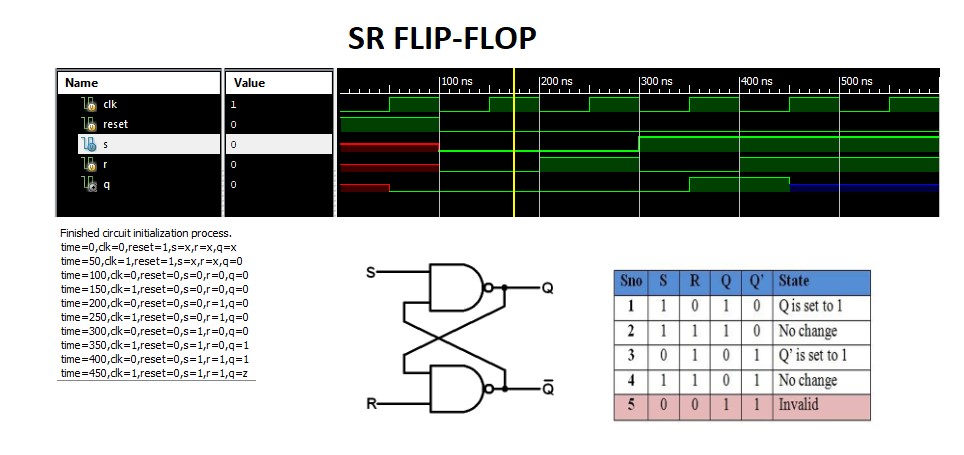 SR FLIP-FLOP
Name Value 100 ns 200 ns 300 ns 400 ns 500 ns
clk 1
reset 0
s 0
r 0
q 0
Finished circuit initialization process.
time=0,clk=0,reset=1,s=x,r=x,q=x
time=50,clk=1,reset=1,s=x,r=x,q=0
time=100,clk=0,reset=0,s=0,r=0,q=0
time=150,clk=1,reset=0,s=0,r=0,q=0
time=200,clk=0,reset=0,s=0,r=1,q=0
time=250,clk=1,reset=0,s=0,r=1,q=0
time=300,clk=0,reset=0,s=1,r=0,q=0
time=350,clk=1,reset=0,s=1,r=0,q=1
time=400,clk=0,reset=0,s=1,r=1,q=1
time=450,clk=1,reset=0,s=1,r=1,q=z
S
Q
R
Q̅
Sno S R Q Q' State
1 1 0 1 0 Q is set to 1
2 1 1 1 0 No change
3 0 1 0 1 Q' is set to 1
4 1 1 0 1 No change
5 0 0 1 1 Invalid